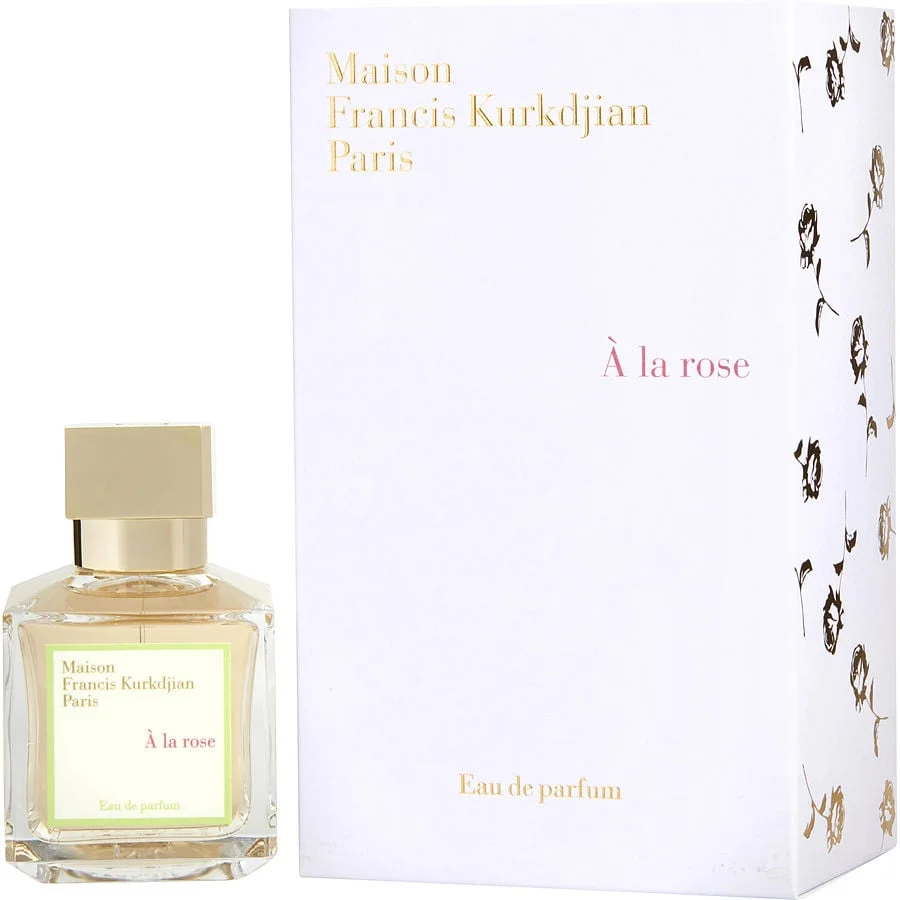 Maison
Francis Kurkdjian
Paris
À la rose
Eau de parfum
Maison
Francis Kurkdjian
Paris
À la rose
Eau de parfum